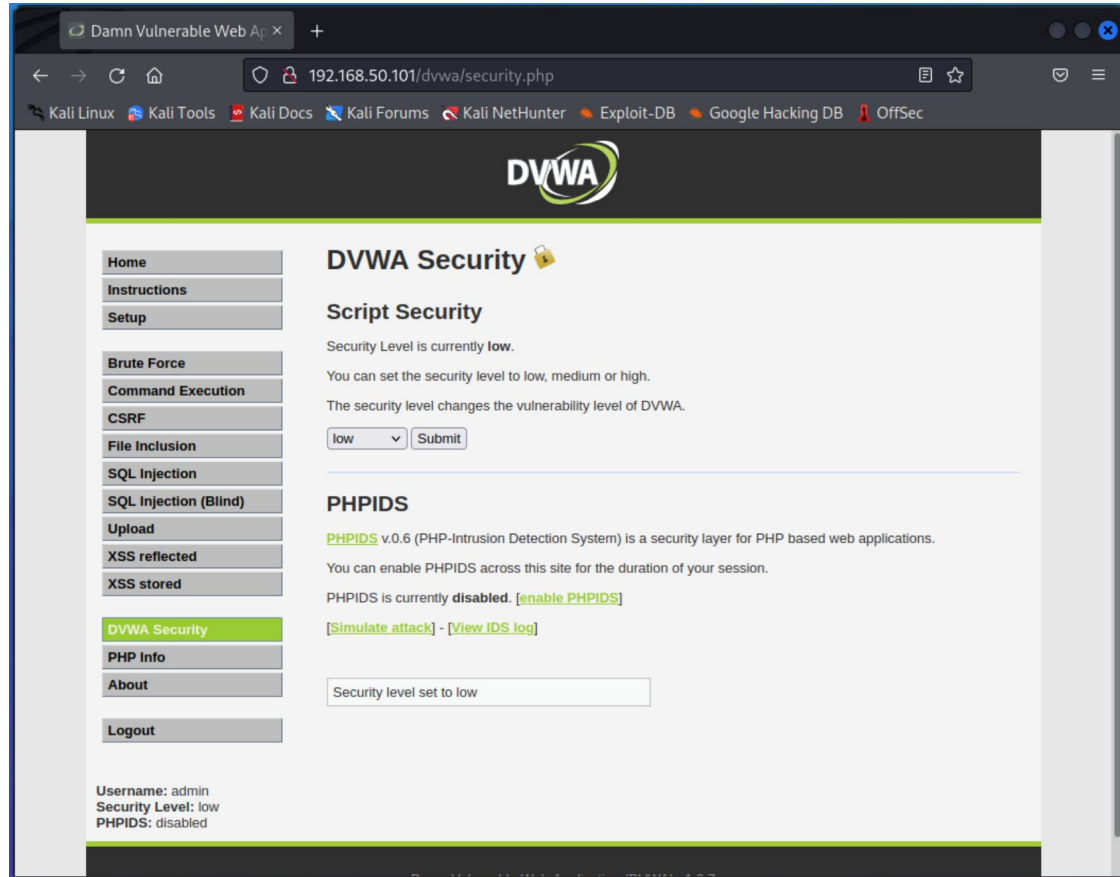 Damn Vulnerable Web Ap
192.168.50.101/dvwa/security.php
Kali Linux Kali Tools Kali Docs Kali Forums Kali NetHunter Exploit-DB Google Hacking DB OffSec
DVWA
Home
Instructions
Setup
Brute Force
Command Execution
CSRF
File Inclusion
SQL Injection
SQL Injection (Blind)
Upload
XSS reflected
XSS stored
DVWA Security
PHP Info
About
Logout
DVWA Security
Script Security
Security Level is currently low.
You can set the security level to low, medium or high.
The security level changes the vulnerability level of DVWA.
low Submit
PHPIDS
PHPIDS v.0.6 (PHP-Intrusion Detection System) is a security layer for PHP based web applications.
You can enable PHPIDS across this site for the duration of your session.
PHPIDS is currently disabled. [enable PHPIDS]
[Simulate attack] - [View IDS log]
Security level set to low
Username: admin
Security Level: low
PHPIDS: disabled